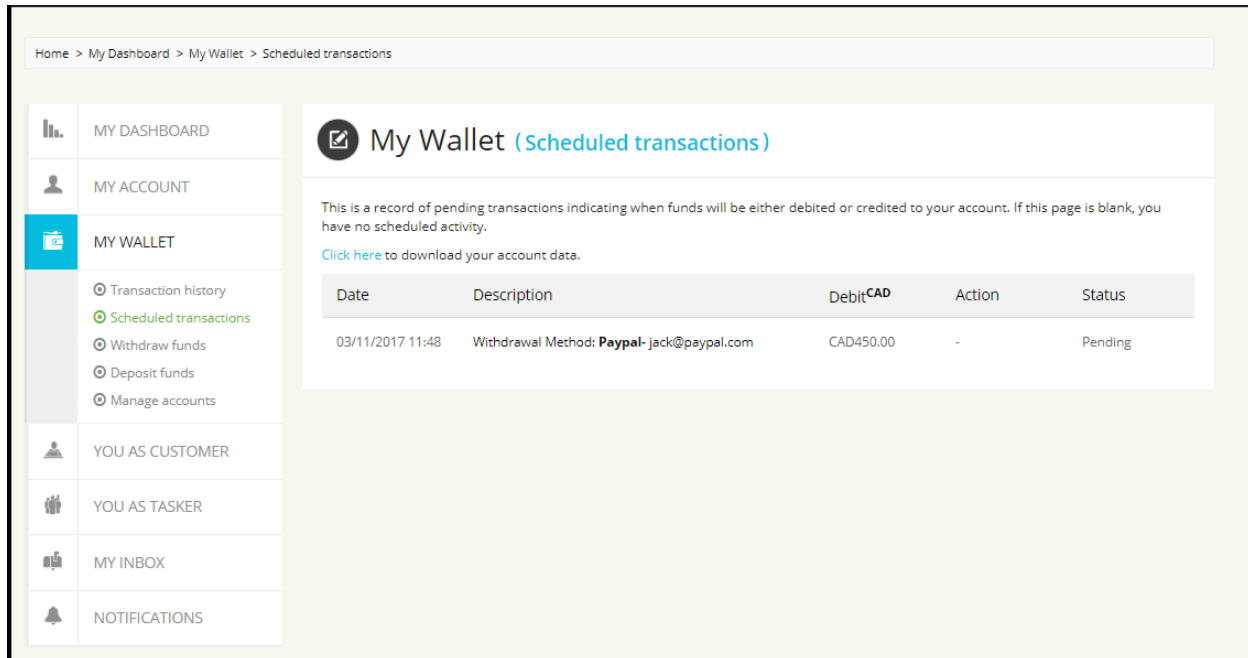 Home > My Dashboard > My Wallet > Scheduled transactions
MY DASHBOARD
MY ACCOUNT
MY WALLET
Transaction history
Scheduled transactions
Withdraw funds
Deposit funds
Manage accounts
YOU AS CUSTOMER
YOU AS TASKER
MY INBOX
NOTIFICATIONS
My Wallet (Scheduled transactions)
This is a record of pending transactions indicating when funds will be either debited or credited to your account. If this page is blank, you
have no scheduled activity.
Click here to download your account data.
Date Description Debit CAD Action Status
03/11/2017 11:48 Withdrawal Method: Paypal- jack@paypal.com CAD450.00 - Pending